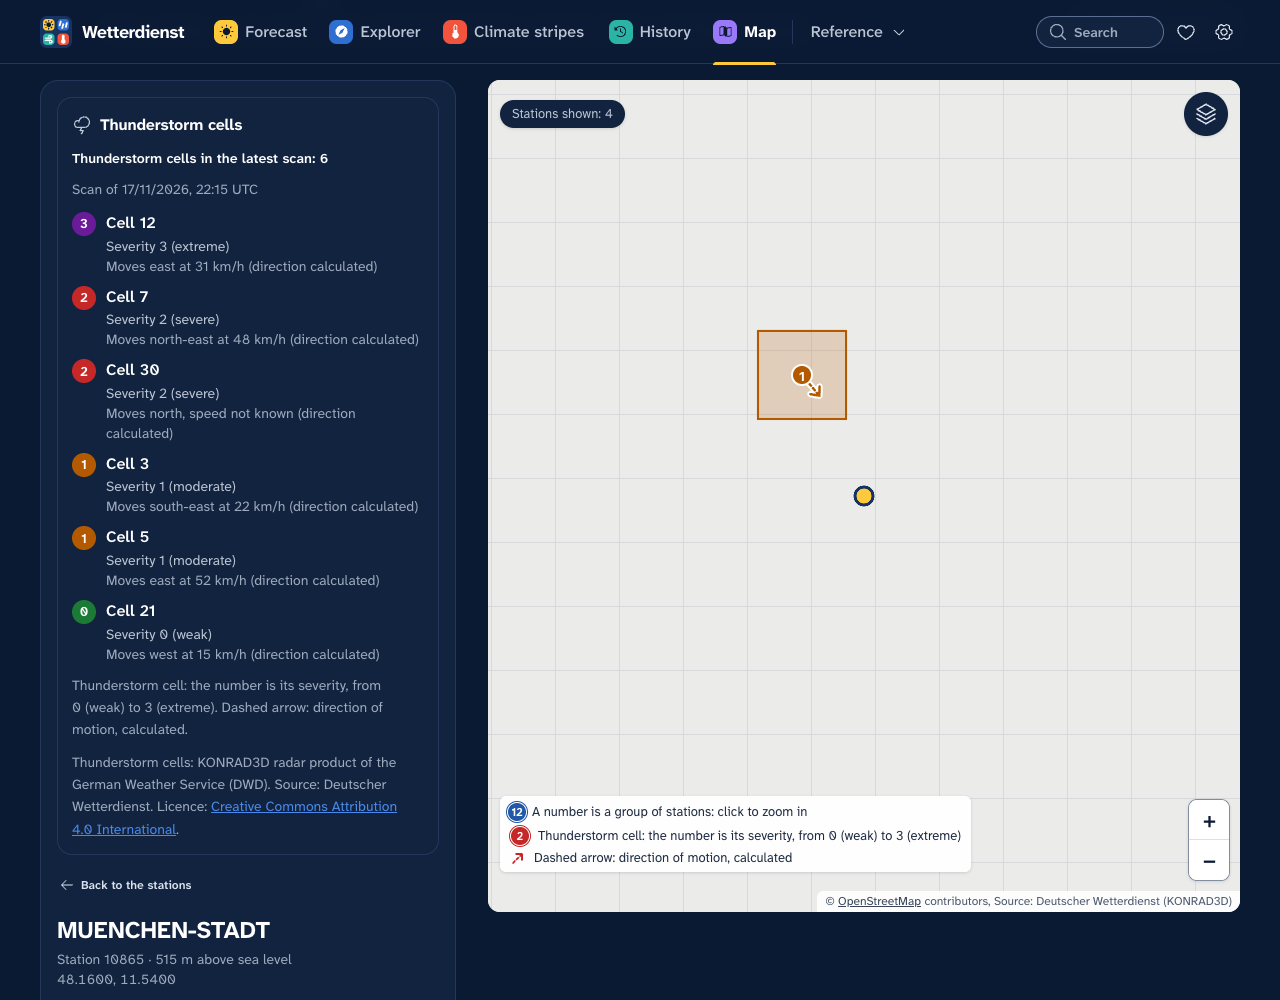 Wetterdienst
Forecast
Explorer
Climate stripes
History
Map
Reference
Search
Thunderstorm cells
Thunderstorm cells in the latest scan: 6
Scan of 17/11/2026, 22:15 UTC
3 Cell 12
Severity 3 (extreme)
Moves east at 31 km/h (direction calculated)
2 Cell 7
Severity 2 (severe)
Moves north-east at 48 km/h (direction calculated)
2 Cell 30
Severity 2 (severe)
Moves north, speed not known (direction
calculated)
1 Cell 3
Severity 1 (moderate)
Moves south-east at 22 km/h (direction calculated)
1 Cell 5
Severity 1 (moderate)
Moves east at 52 km/h (direction calculated)
0 Cell 21
Severity 0 (weak)
Moves west at 15 km/h (direction calculated)
Thunderstorm cell: the number is its severity, from
0 (weak) to 3 (extreme). Dashed arrow: direction of
motion, calculated.
Thunderstorm cells: KONRAD3D radar product of the
German Weather Service (DWD). Source: Deutscher
Wetterdienst. Licence: Creative Commons Attribution
4.0 International.
Back to the stations
MUENCHEN-STADT
Station 10865 · 515 m above sea level
48.1600, 11.5400
Stations shown: 4
1
12 A number is a group of stations: click to zoom in
2 Thunderstorm cell: the number is its severity, from 0 (weak) to 3 (extreme)
Dashed arrow: direction of motion, calculated
+
−
© OpenStreetMap contributors, Source: Deutscher Wetterdienst (KONRAD3D)